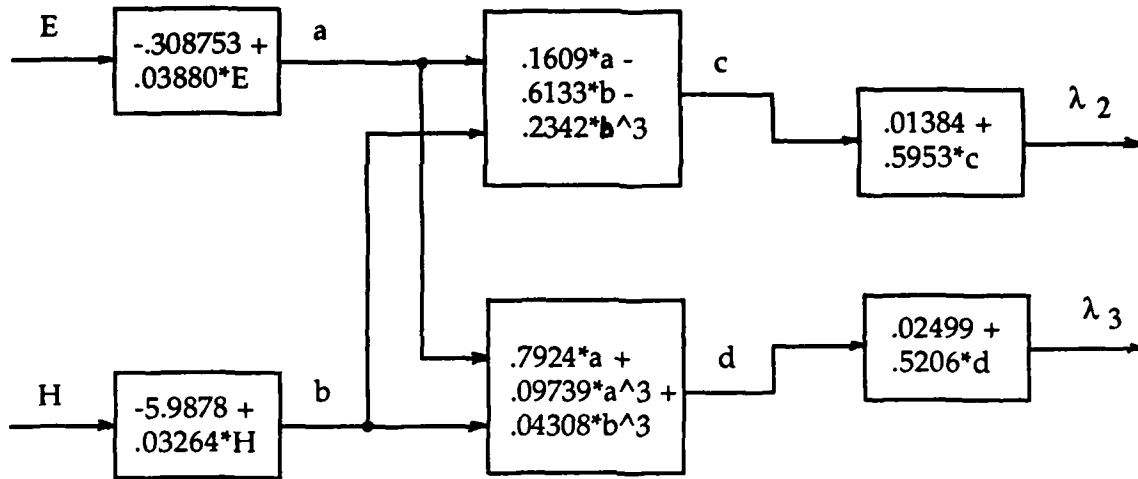 E
-.308753 +
.03880*E
a
.1609*a -
.6133*b -
.2342*b^3
c
.01384 +
.5953*c
λ 2
H
-5.9878 +
.03264*H
b
.7924*a +
.09739*a^3 +
.04308*b^3
d
.02499 +
.5206*d
λ 3